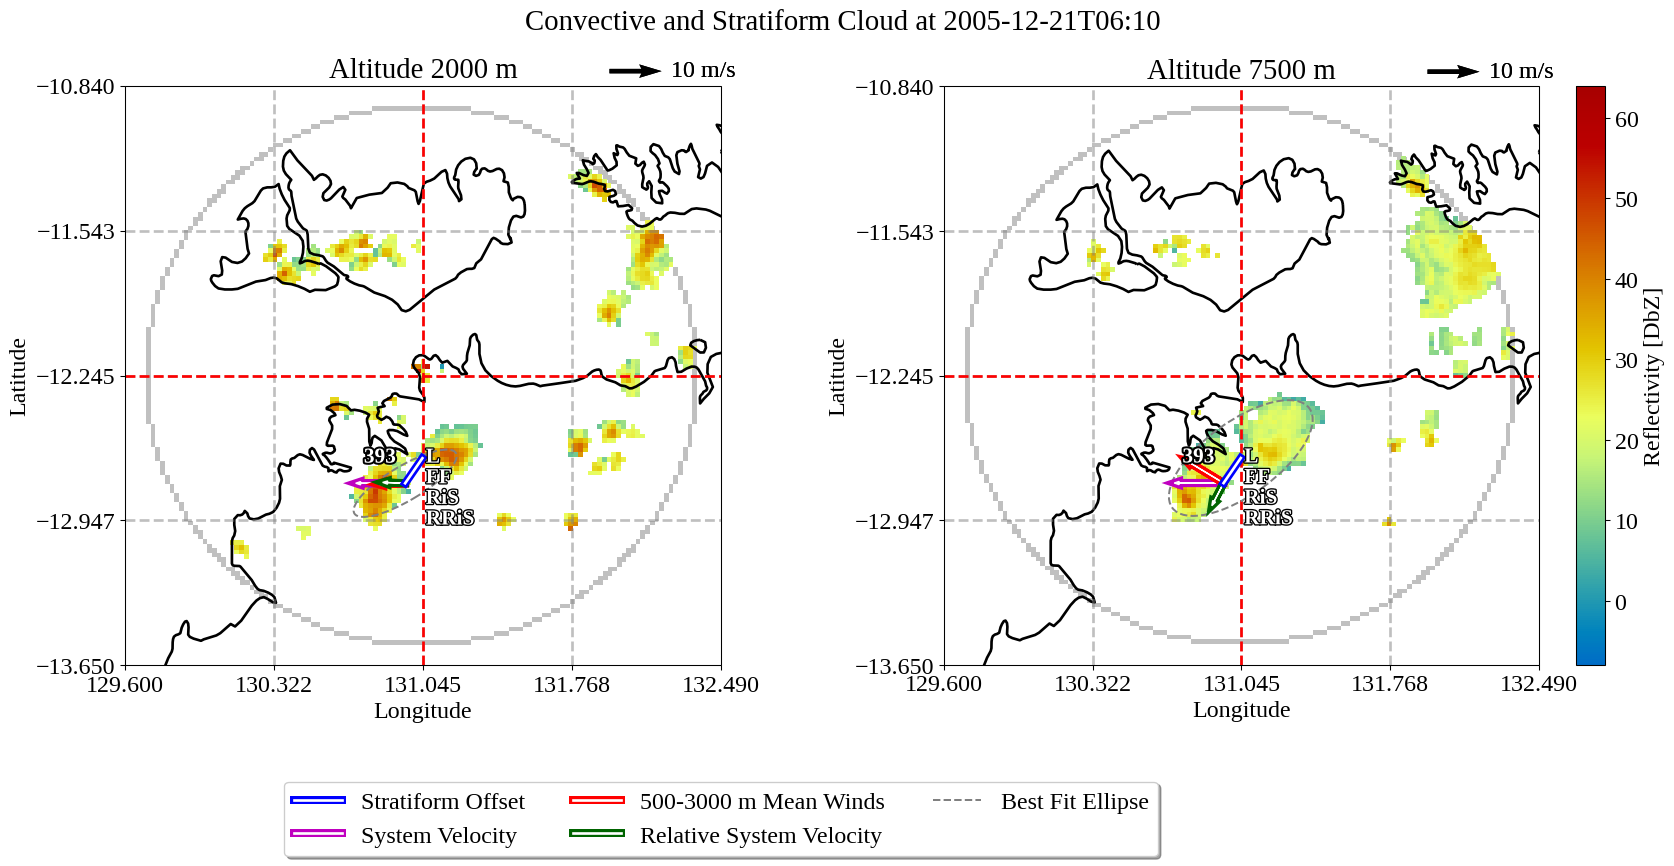 Convective and Stratiform Cloud at 2005-12-21T06:10
Altitude 2000 m
10 m/s
−10.840
−11.543
−12.245
−12.947
−13.650
Latitude
129.600
130.322
131.045
131.768
132.490
Longitude
393
L
FF
RiS
RRiS
Altitude 7500 m
10 m/s
−10.840
−11.543
−12.245
−12.947
−13.650
Latitude
129.600
130.322
131.045
131.768
132.490
Longitude
393
L
FF
RiS
RRiS
60
50
40
30
20
10
0
Reflectivity [DbZ]
Stratiform Offset
System Velocity
500-3000 m Mean Winds
Relative System Velocity
Best Fit Ellipse